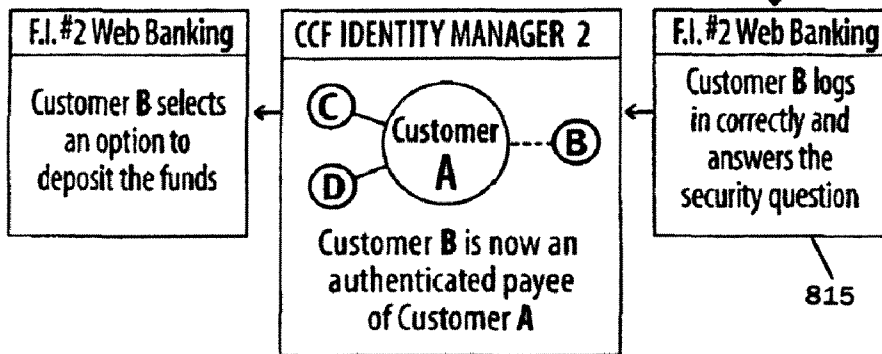 F.I. #2 Web Banking
Customer B selects
an option to
deposit the funds
CCF IDENTITY MANAGER 2
C
Customer
A
B
D
Customer B is now an
authenticated payee
of Customer A
F.I. #2 Web Banking
Customer B logs
in correctly and
answers the
security question
815